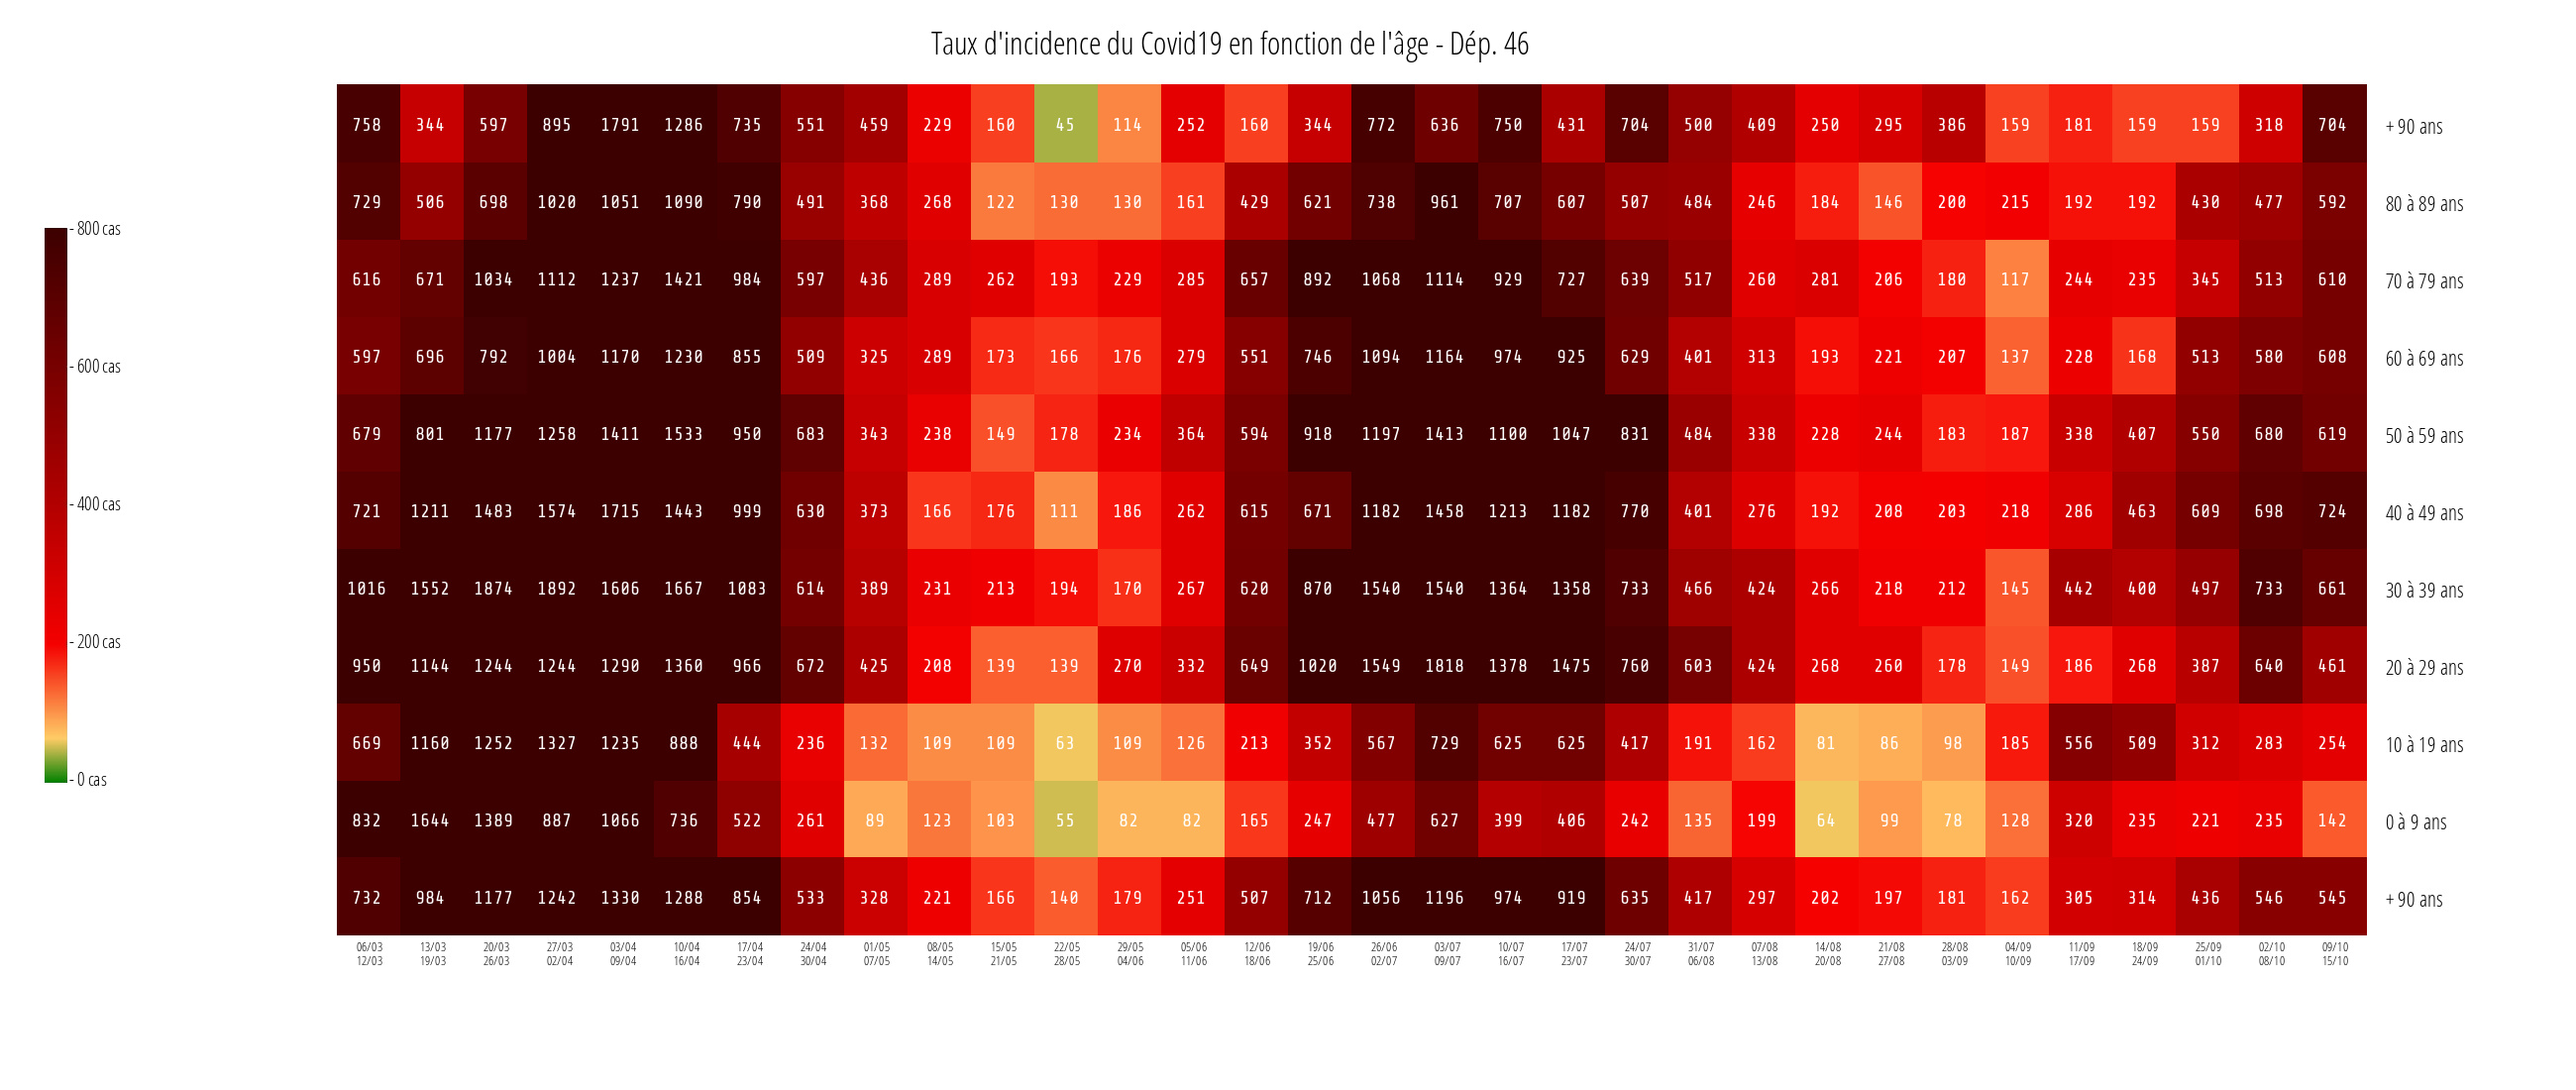 Taux d'incidence du Covid19 en fonction de l'âge - Dép. 46
758 344 597 895 1791 1286 735 551 459 229 160 45 114 252 160 344 772 636 750 431 704 500 409 250 295 386 159 181 159 159 318 704 + 90 ans
729 506 698 1020 1051 1090 790 491 368 268 122 130 130 161 429 621 738 961 707 607 507 484 246 184 146 200 215 192 192 430 477 592 80 à 89 ans
- 800 cas
616 671 1034 1112 1237 1421 984 597 436 289 262 193 229 285 657 892 1068 1114 929 727 639 517 260 281 206 180 117 244 235 345 513 610 70 à 79 ans
597 696 792 1004 1170 1230 855 509 325 289 173 166 176 279 551 746 1094 1164 974 925 629 401 313 193 221 207 137 228 168 513 580 608 60 à 69 ans
- 600 cas
679 801 1177 1258 1411 1533 950 683 343 238 149 178 234 364 594 918 1197 1413 1100 1047 831 484 338 228 244 183 187 338 407 550 680 619 50 à 59 ans
- 400 cas
721 1211 1483 1574 1715 1443 999 630 373 166 176 111 186 262 615 671 1182 1458 1213 1182 770 401 276 192 208 203 218 286 463 609 698 724 40 à 49 ans
1016 1552 1874 1892 1606 1667 1083 614 389 231 213 194 170 267 620 870 1540 1540 1364 1358 733 466 424 266 218 212 145 442 400 497 733 661 30 à 39 ans
- 200 cas
950 1144 1244 1244 1290 1360 966 672 425 208 139 139 270 332 649 1020 1549 1818 1378 1475 760 603 424 268 260 178 149 186 268 387 640 461 20 à 29 ans
669 1160 1252 1327 1235 888 444 236 132 109 109 63 109 126 213 352 567 729 625 625 417 191 162 81 86 98 185 556 509 312 283 254 10 à 19 ans
- 0 cas
832 1644 1389 887 1066 736 522 261 89 123 103 55 82 82 165 247 477 627 399 406 242 135 199 64 99 78 128 320 235 221 235 142 0 à 9 ans
732 984 1177 1242 1330 1288 854 533 328 221 166 140 179 251 507 712 1056 1196 974 919 635 417 297 202 197 181 162 305 314 436 546 545 + 90 ans
06/03 13/03 20/03 27/03 03/04 10/04 17/04 24/04 01/05 08/05 15/05 22/05 29/05 05/06 12/06 19/06 26/06 03/07 10/07 17/07 24/07 31/07 07/08 14/08 21/08 28/08 04/09 11/09 18/09 25/09 02/10 09/10
12/03 19/03 26/03 02/04 09/04 16/04 23/04 30/04 07/05 14/05 21/05 28/05 04/06 11/06 18/06 25/06 02/07 09/07 16/07 23/07 30/07 06/08 13/08 20/08 27/08 03/09 10/09 17/09 24/09 01/10 08/10 15/10